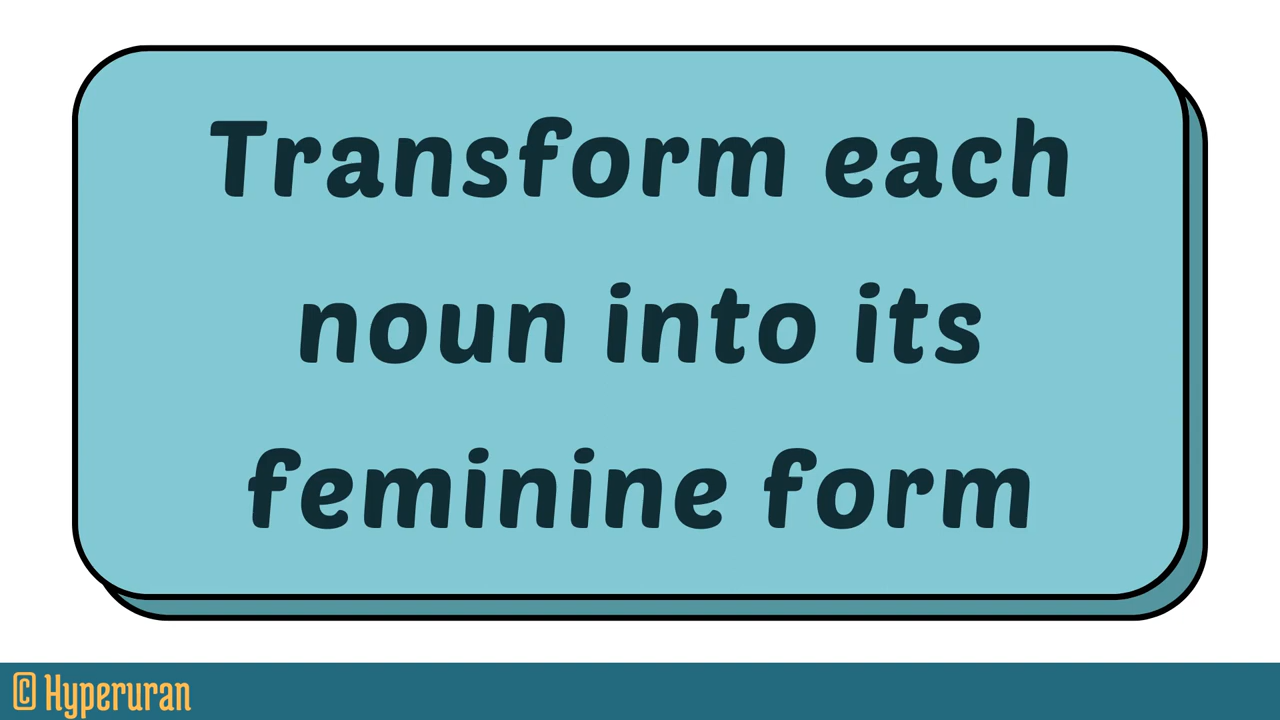 Transform each
noun into its
feminine form
© Hyperuran